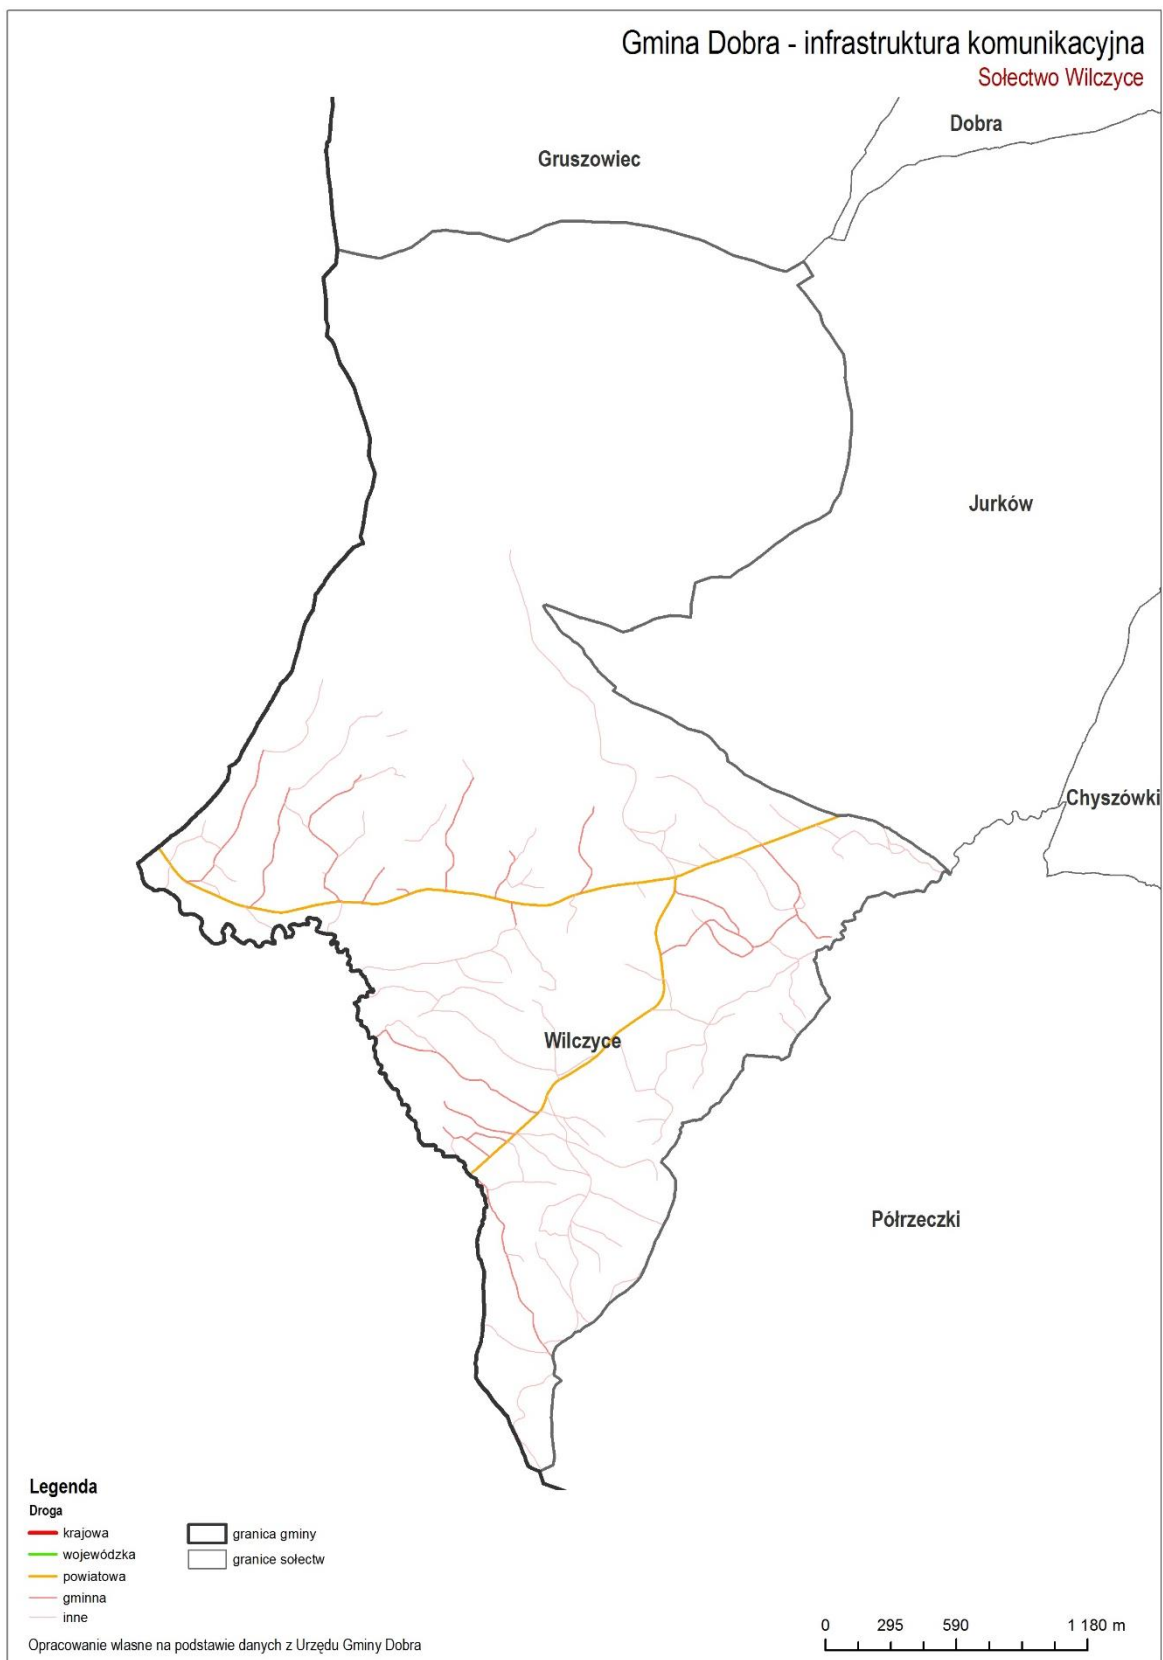 Gmina Dobra - infrastruktura komunikacyjna
Sołectwo Wilczyce
Dobra
Gruszowiec
Jurków
Chyszówki
Wilczyce
Półrzeczki
Legenda
Droga
krajowa
wojewódzka
powiatowa
gminna
inne
granica gminy
granice sołectw
0 295 590 1 180 m
Opracowanie własne na podstawie danych z Urzędu Gminy Dobra